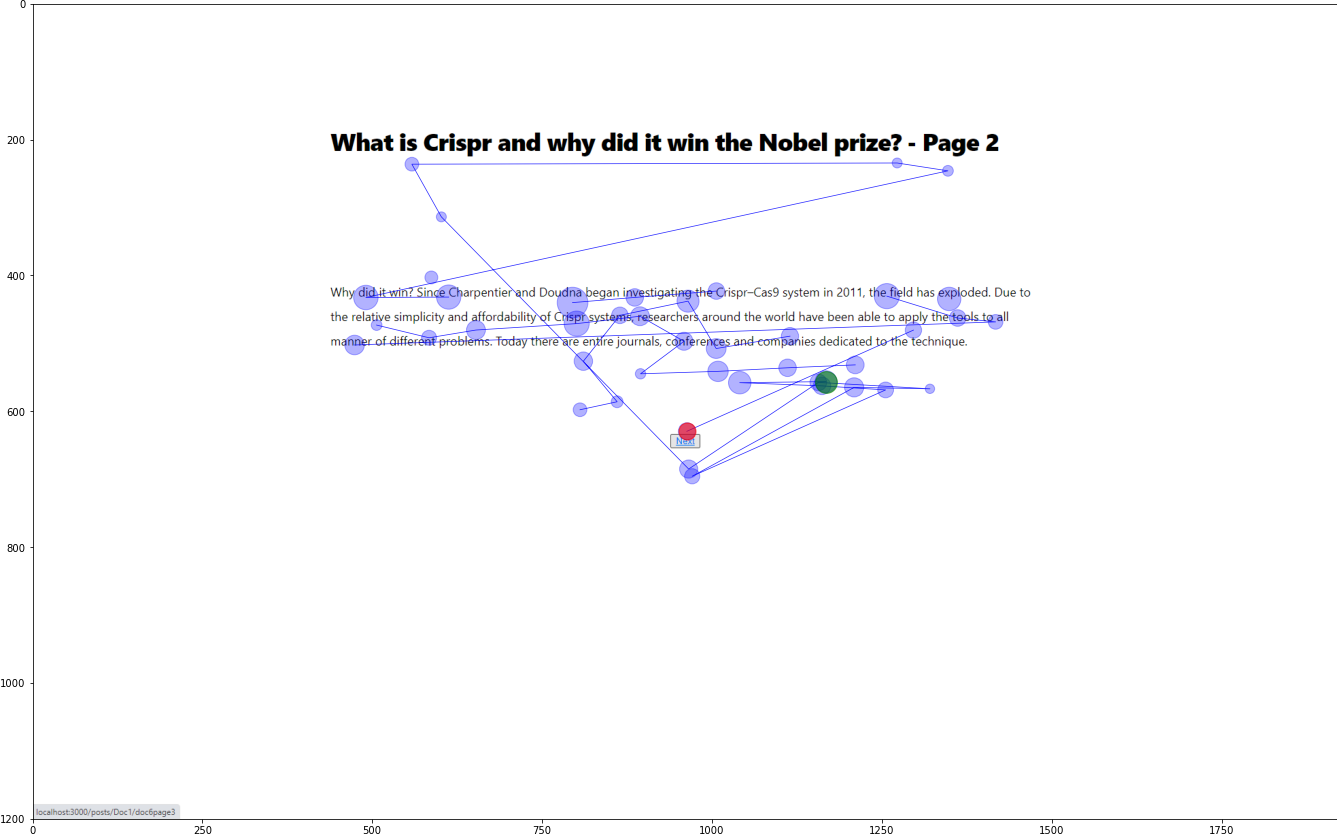 0
200
What is Crispr and why did it win the Nobel prize? - Page 2
400
Why did it win? Since Charpentier and Doudna began investigating the Crispr–Cas9 system in 2011, the field has exploded. Due to
the relative simplicity and affordability of Crispr systems, researchers around the world have been able to apply the tools to all
manner of different problems. Today there are entire journals, conferences and companies dedicated to the technique.
600
Next
800
1000
localhost:3000/posts/Doc1/doc6page3
1200
0 250 500 750 1000 1250 1500 1750